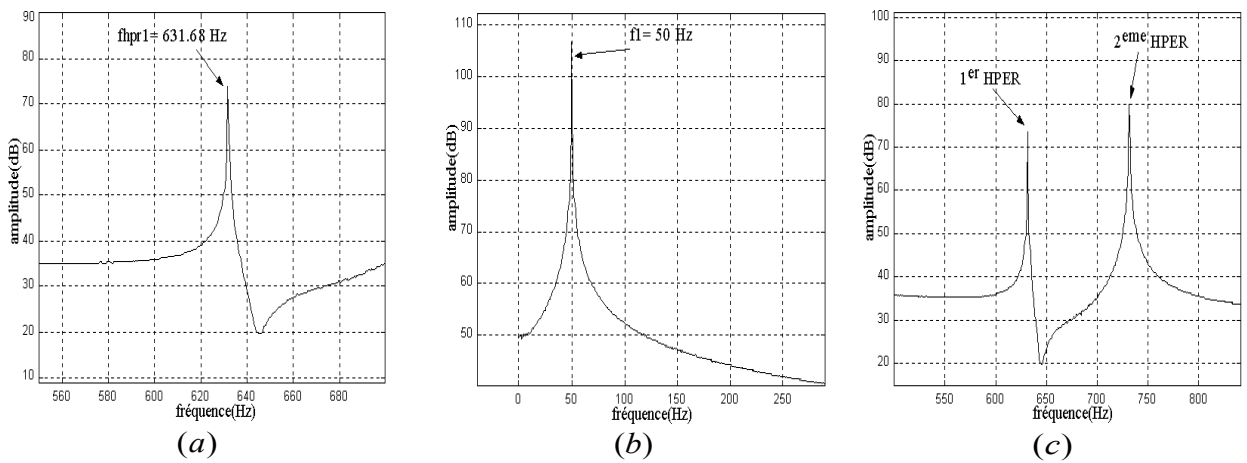 90
80
70
60
50
40
30
20
10
amplitude(dB)
fhpr1= 631.68 Hz
560 580 600 620 640 660 680
fréquence(Hz)
(a)
110
100
90
80
70
60
50
amplitude(dB)
f1= 50 Hz
0 50 100 150 200 250
fréquence(Hz)
(b)
100
90
80
70
60
50
40
30
20
amplitude(dB)
1er HPER
2eme HPER
550 600 650 700 750 800
fréquence(Hz)
(c)